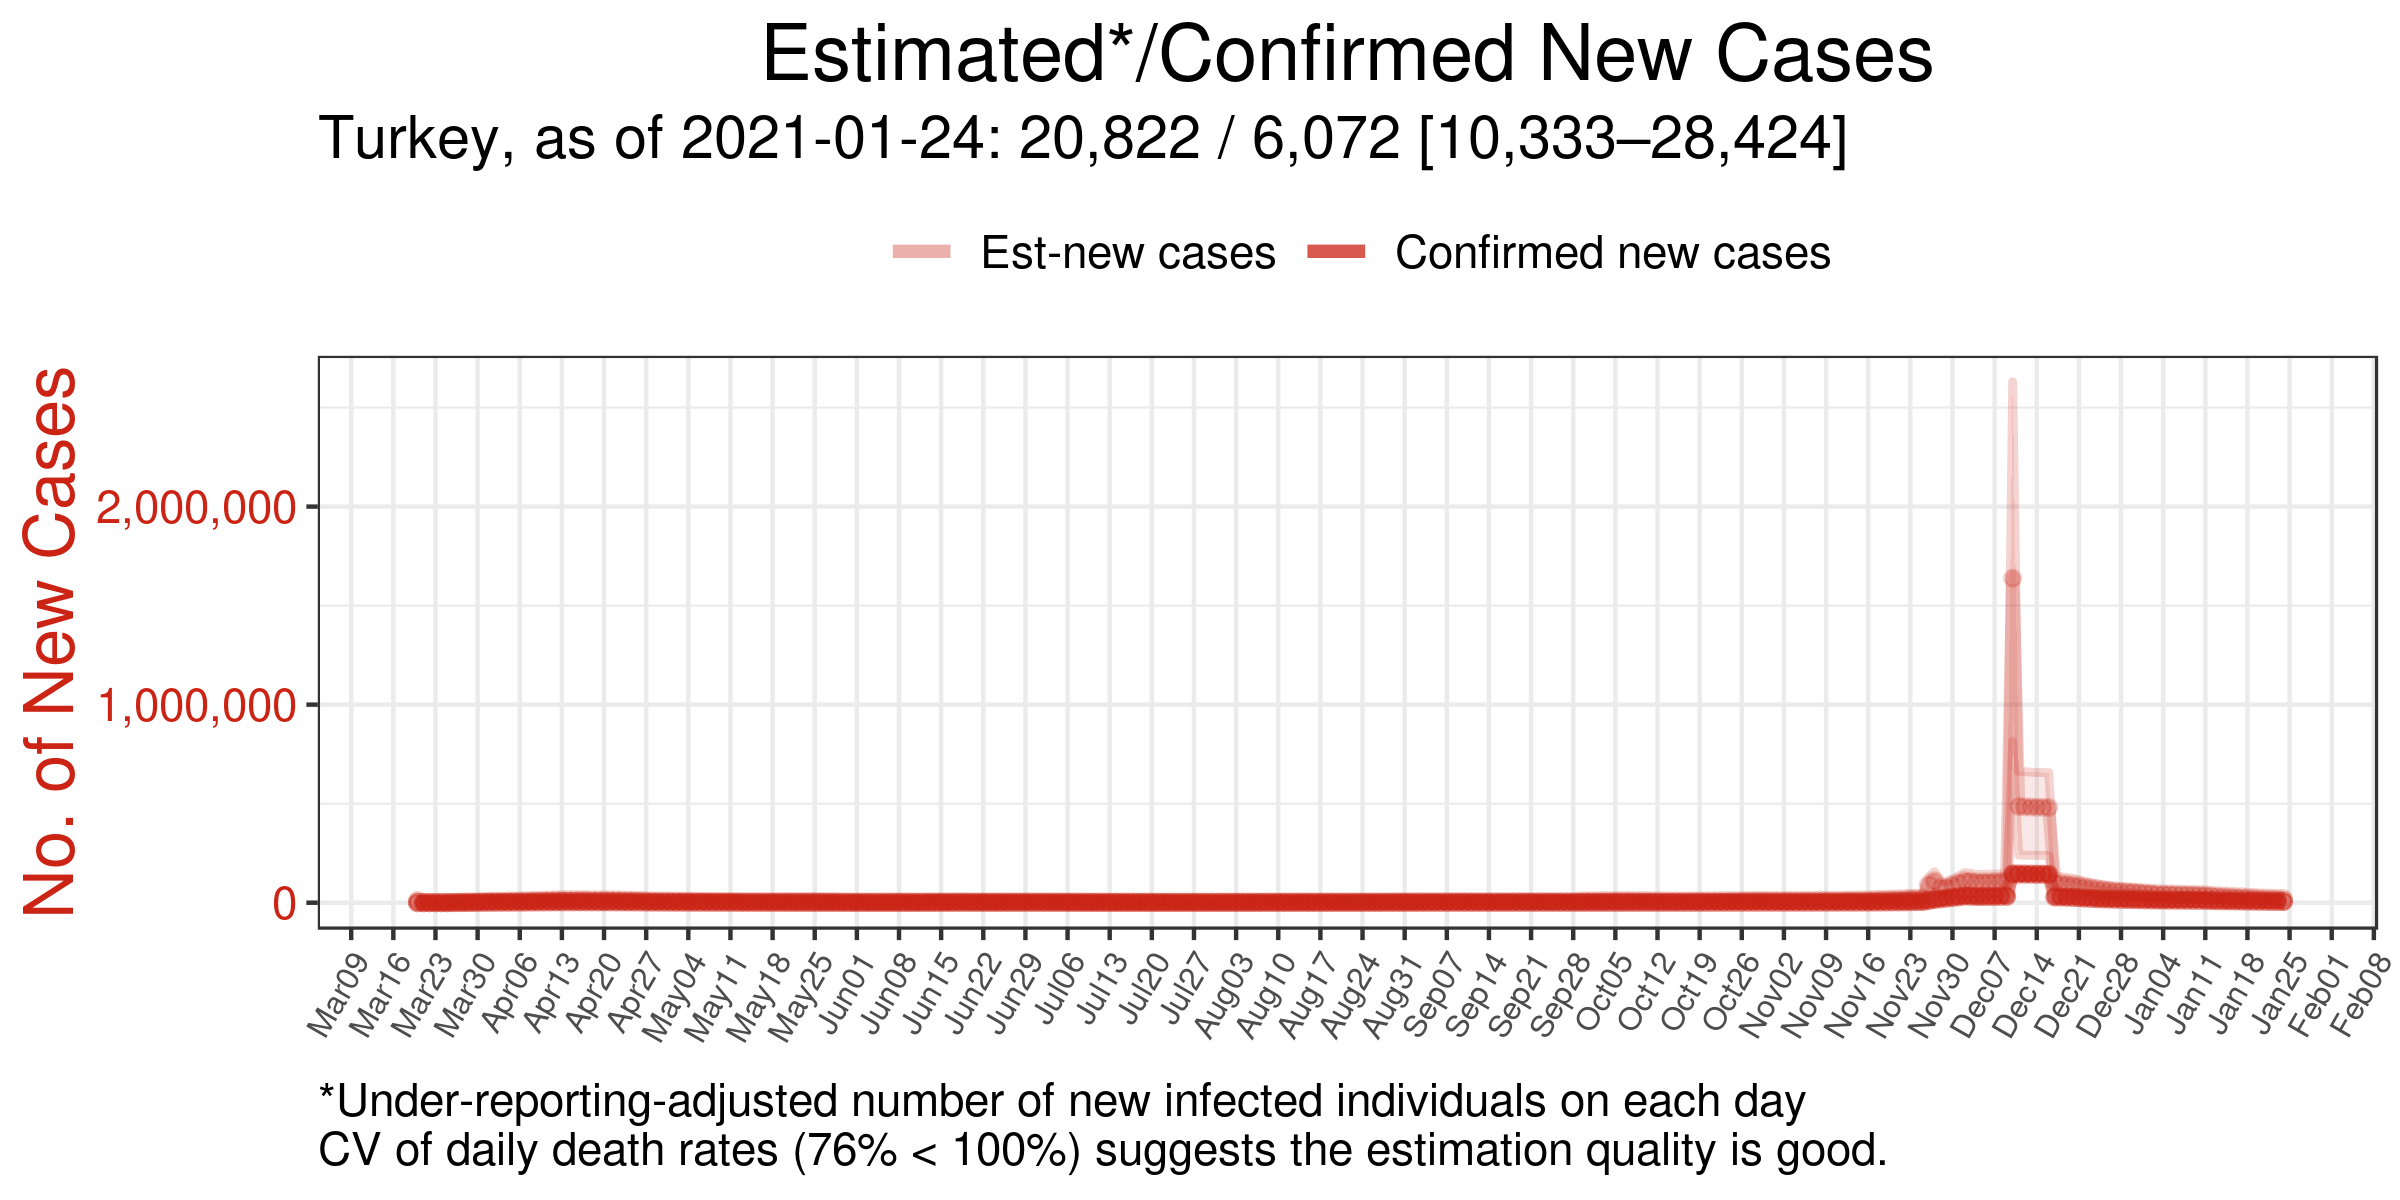 Estimated*/Confirmed New Cases
Turkey, as of 2021-01-24: 20,822 / 6,072 [10,333–28,424]
Est-new cases Confirmed new cases
No. of New Cases
2,000,000
1,000,000
0
Mar09 Mar16 Mar23 Mar30 Apr06 Apr13 Apr20 Apr27 May04 May11 May18 May25 Jun01 Jun08 Jun15 Jun22 Jun29 Jul06 Jul13 Jul20 Jul27 Aug03 Aug10 Aug17 Aug24 Aug31 Sep07 Sep14 Sep21 Sep28 Oct05 Oct12 Oct19 Oct26 Nov02 Nov09 Nov16 Nov23 Nov30 Dec07 Dec14 Dec21 Dec28 Jan04 Jan11 Jan18 Jan25 Feb01 Feb08
*Under-reporting-adjusted number of new infected individuals on each day
CV of daily death rates (76% < 100%) suggests the estimation quality is good.